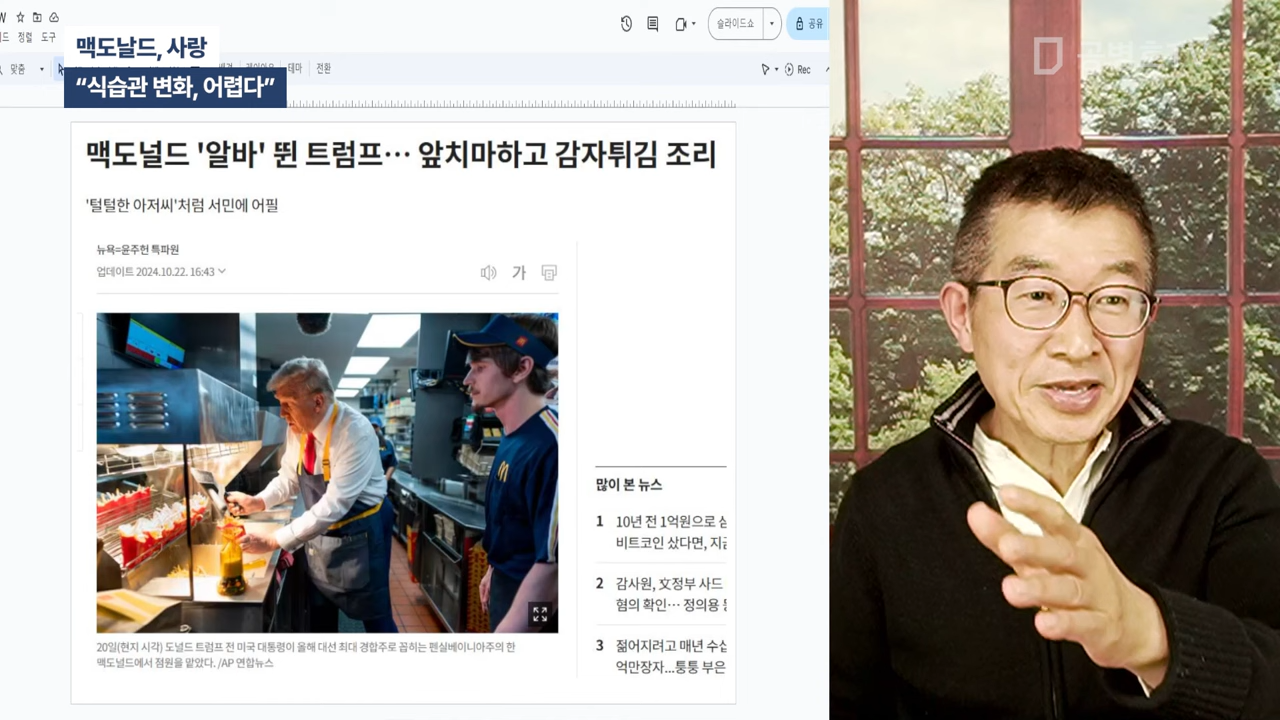 맥도날드, 사랑
“식습관 변화, 어렵다”
정렬 도구
슬라이드쇼
공유
맞춤
테마
전환
Rec
맥도널드 '알바' 뛴 트럼프… 앞치마하고 감자튀김 조리
'털털한 아저씨'처럼 서민에 어필
뉴욕=윤주헌 특파원
업데이트 2024.10.22. 16:43
가
20일(현지 시각) 도널드 트럼프 전 미국 대통령이 올해 대선 최대 경합주로 꼽히는 펜실베이니아주의 한
맥도널드에서 점원을 맡았다. /AP 연합뉴스
많이 본 뉴스
1 10년 전 1억원으로
비트코인 샀다면,
2 감사원, 文정부 사드
혐의 확인… 정의용
3 젊어지려고 매년
억만장자...퉁퉁 부은